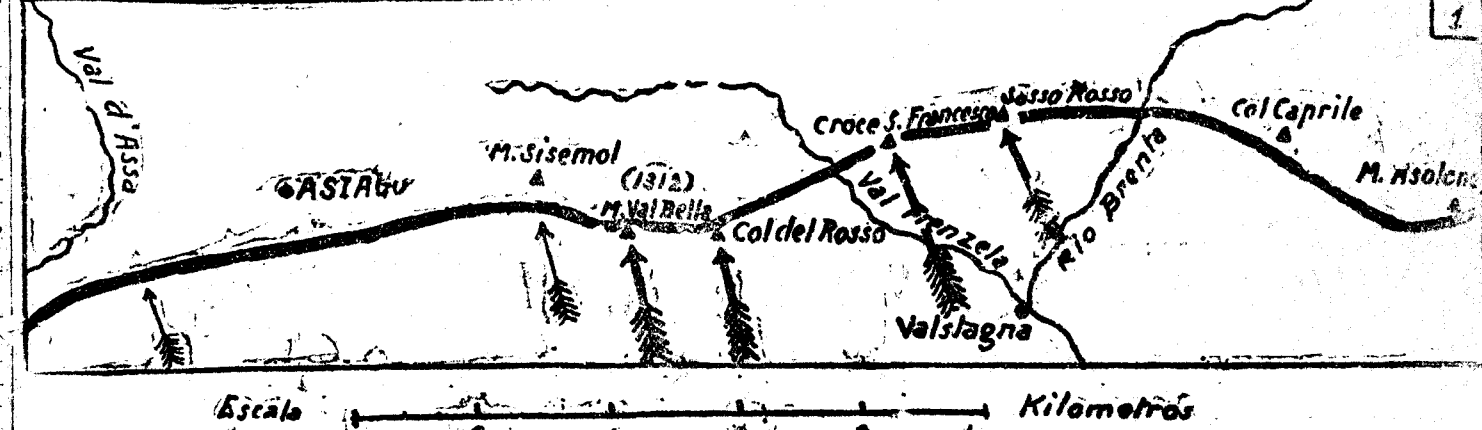 1
Val d'Assa
ASIAGO
M. Sisemol
(1312)
M. Val Bella
Col del Rosso
Croce S. Francesco
Sasso Rosso
Val Frenzela
Rio Brenta
Valstagna
Col Caprile
M. Asolone
Escala
Kilometros